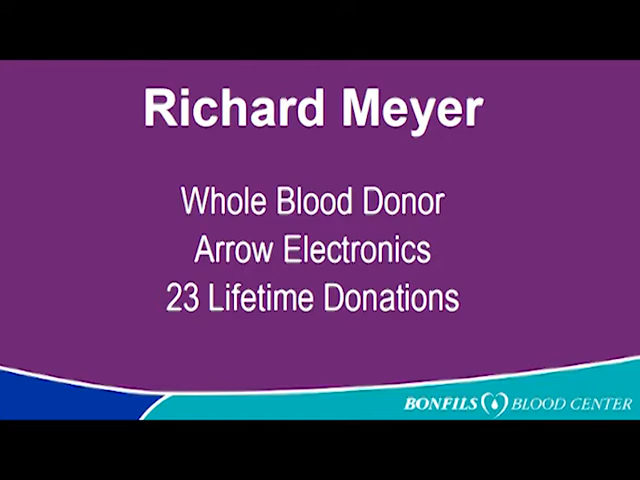 Richard Meyer
Whole Blood Donor
Arrow Electronics
23 Lifetime Donations
BONFILS BLOOD CENTER